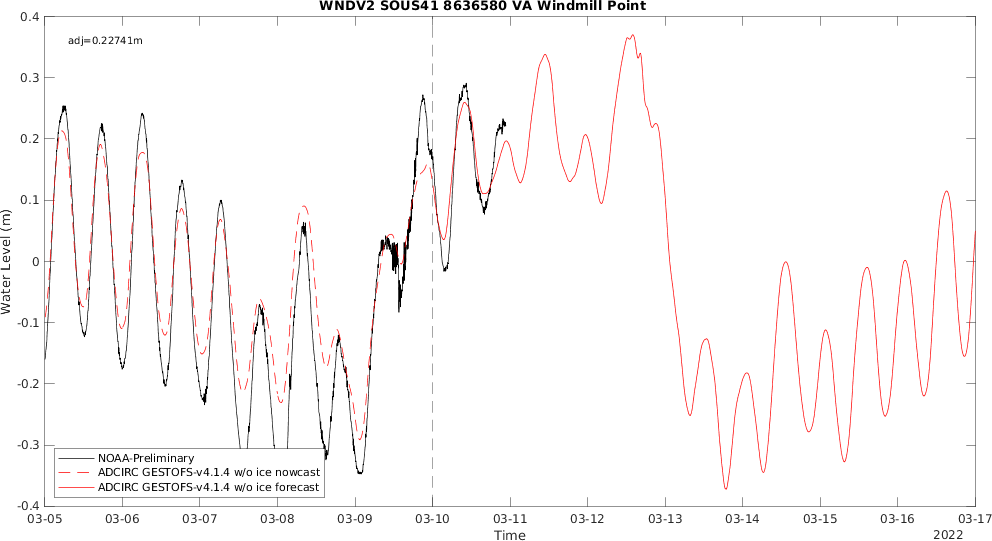 WNDV2 SOUS41 8636580 VA Windmill Point
adj=0.22741m
0.4
0.3
0.2
0.1
0
-0.1
-0.2
-0.3
-0.4
Water Level (m)
NOAA-Preliminary
ADCIRC GESTOFS-v4.1.4 w/o ice nowcast
ADCIRC GESTOFS-v4.1.4 w/o ice forecast
03-05 03-06 03-07 03-08 03-09 03-10 03-11 03-12 03-13 03-14 03-15 03-16 03-17
Time
2022